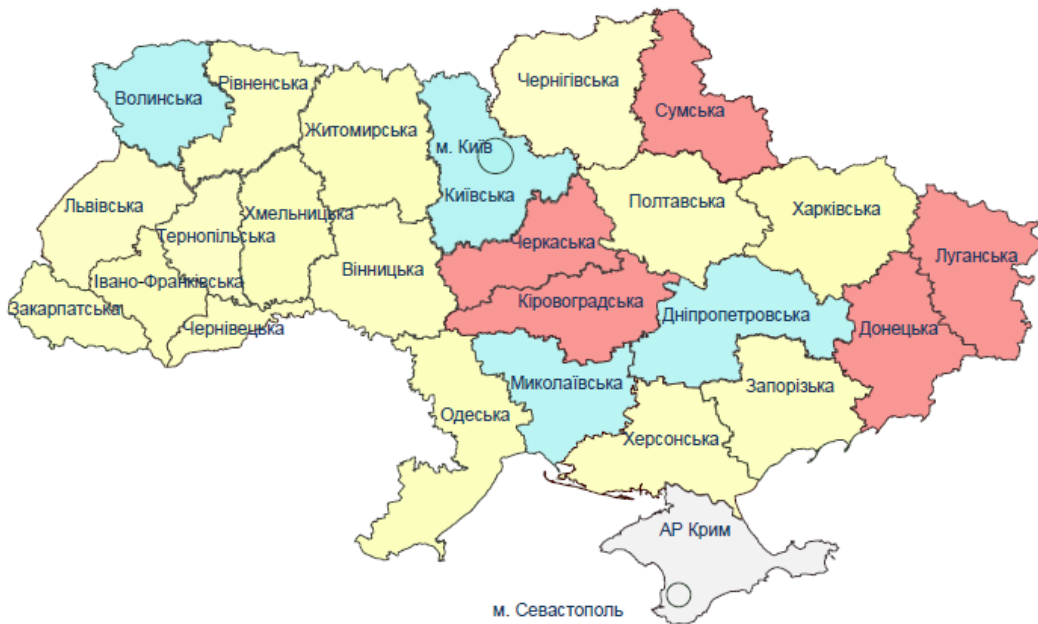 Чернігівська
Рівненська
Волинська
Сумська
Житомирська
м. Київ
Київська
Полтавська
Львівська
Хмельницька
Харківська
Тернопільська
Черкаська
Луганська
Вінницька
Івано-Франківська
Кіровоградська
Закарпатська
Дніпропетровська
Чернівецька
Донецька
Миколаївська
Запорізька
Одеська
Херсонська
АР Крим
м. Севастополь